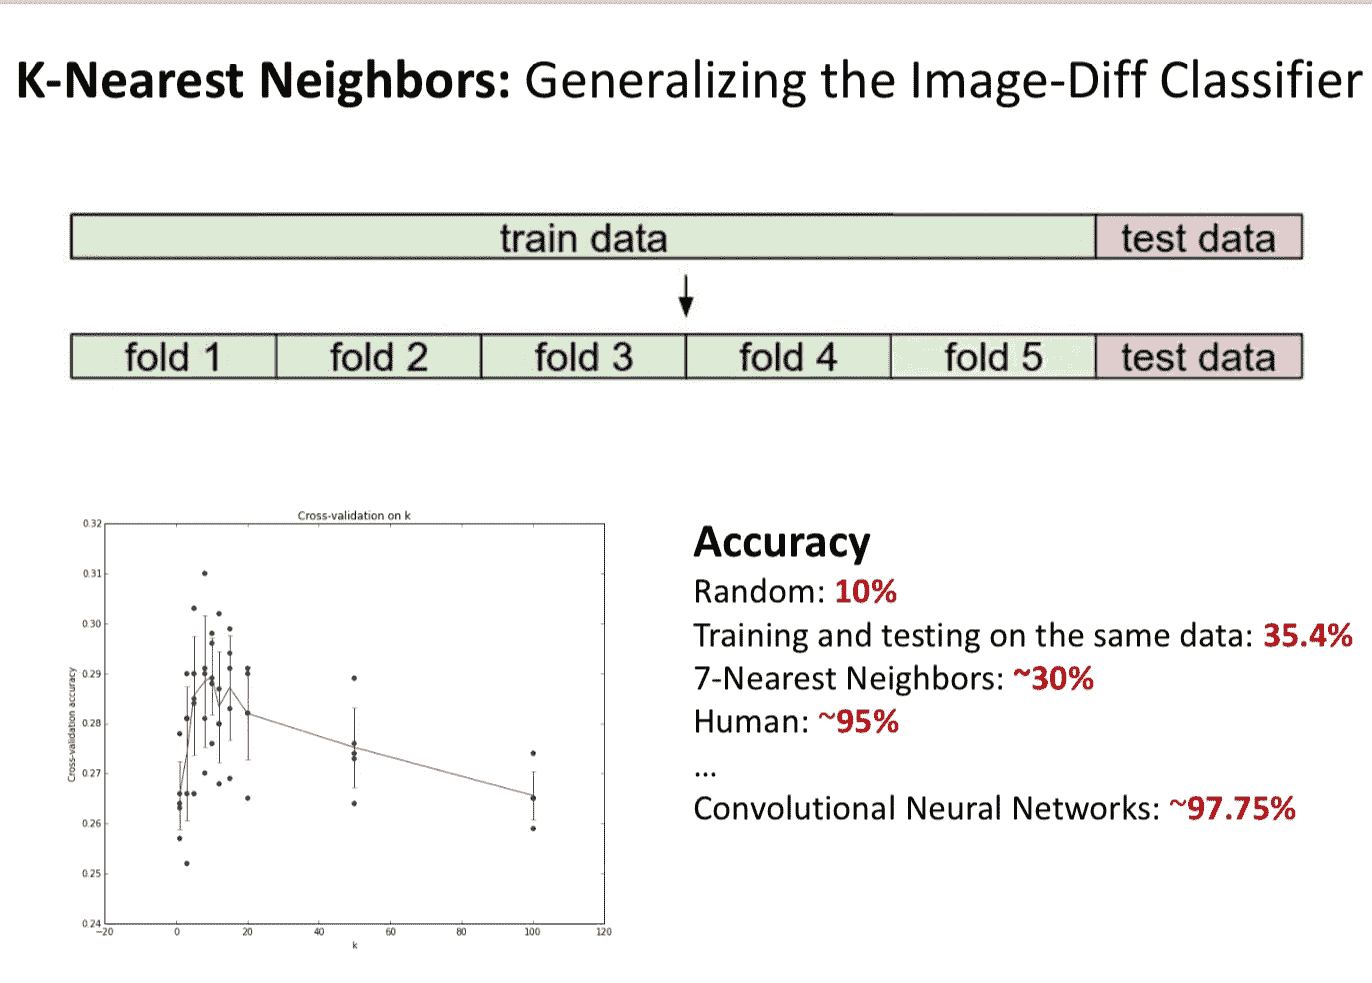 K-Nearest Neighbors: Generalizing the Image-Diff Classifier
train data test data
fold 1 fold 2 fold 3 fold 4 fold 5 test data
Cross-validation on k
0.32
0.31
0.30
0.29
0.28
0.27
0.26
0.25
0.24
Cross-validation accuracy
−20 0 20 40 60 80 100 120
k
Accuracy
Random: 10%
Training and testing on the same data: 35.4%
7-Nearest Neighbors: ~30%
Human: ~95%
...
Convolutional Neural Networks: ~97.75%